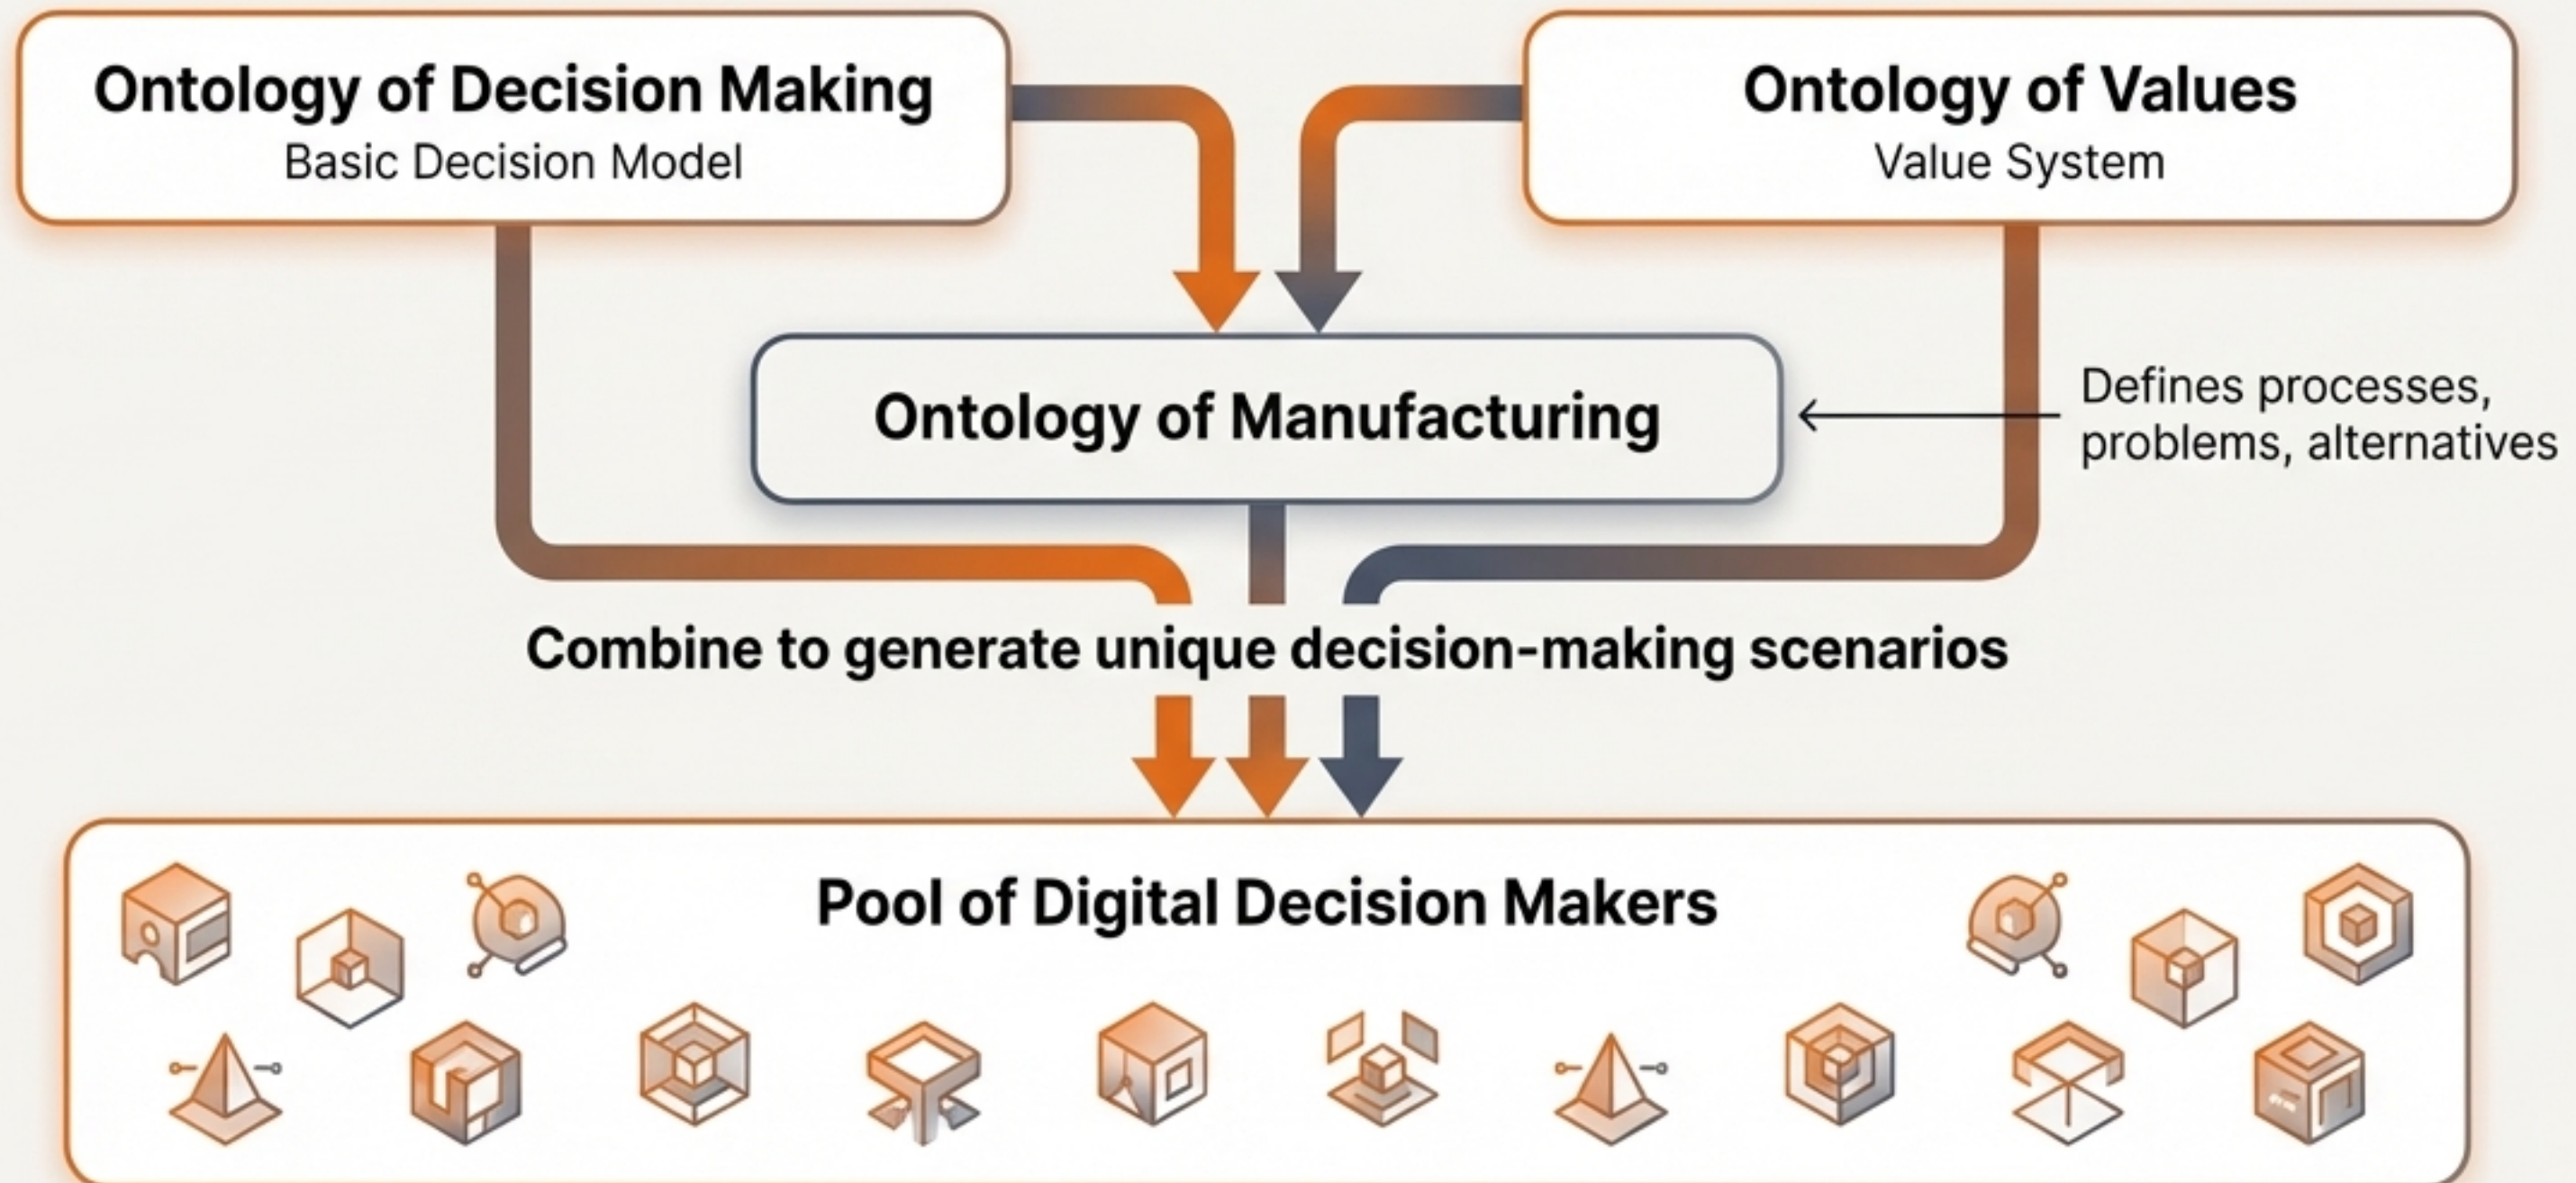 Ontology of Decision Making
Basic Decision Model
Ontology of Values
Value System
Ontology of Manufacturing
Defines processes,
problems, alternatives
Combine to generate unique decision-making scenarios
Pool of Digital Decision Makers